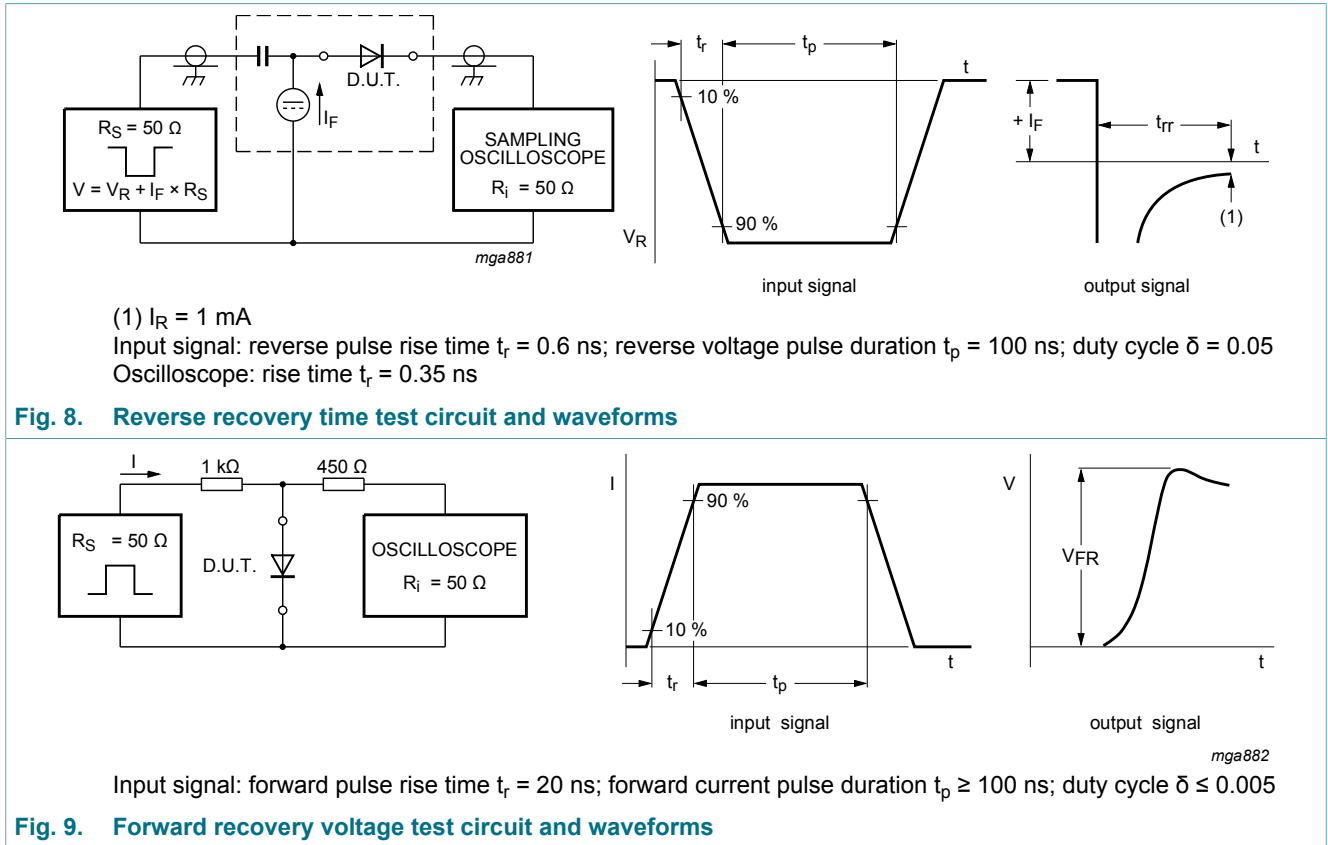 D.U.T.
I_F
R_S = 50 Ω
V = V_R + I_F × R_S
SAMPLING
OSCILLOSCOPE
R_i = 50 Ω
mga881
t_r
t_p
t
10 %
90 %
V_R
input signal
+ I_F
t_rr
t
(1)
output signal
(1) I_R = 1 mA
Input signal: reverse pulse rise time t_r = 0.6 ns; reverse voltage pulse duration t_p = 100 ns; duty cycle δ = 0.05
Oscilloscope: rise time t_r = 0.35 ns
Fig. 8. Reverse recovery time test circuit and waveforms
I
1 kΩ
450 Ω
R_S = 50 Ω
D.U.T.
OSCILLOSCOPE
R_i = 50 Ω
I
90 %
10 %
t
t_r
t_p
input signal
V
V_FR
t
output signal
mga882
Input signal: forward pulse rise time t_r = 20 ns; forward current pulse duration t_p ≥ 100 ns; duty cycle δ ≤ 0.005
Fig. 9. Forward recovery voltage test circuit and waveforms